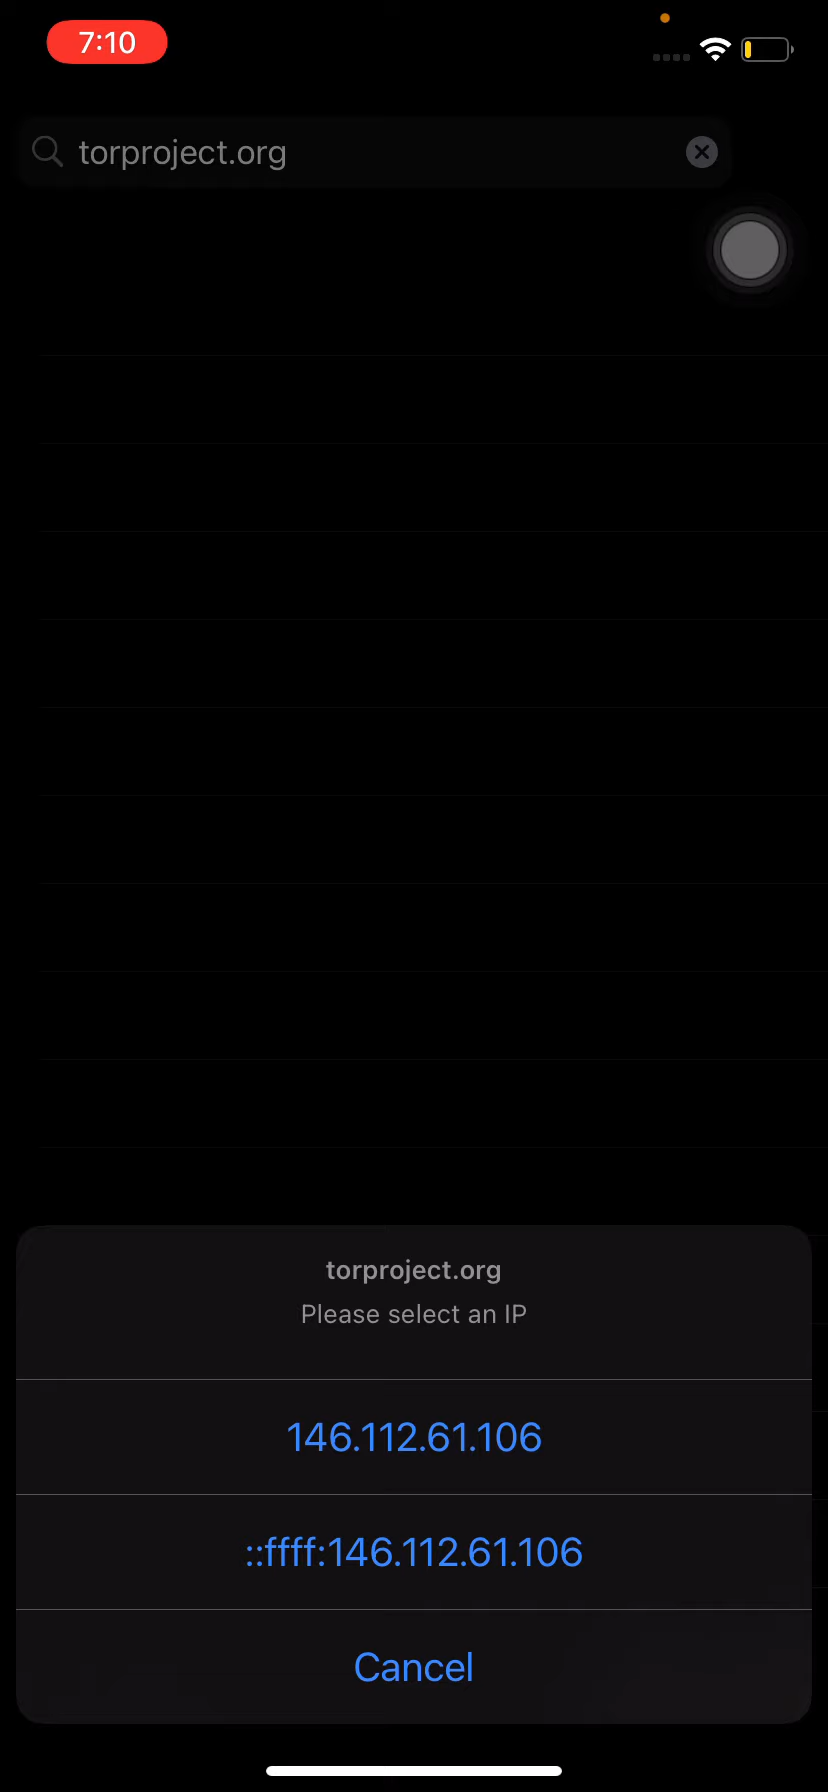 7:10
torproject.org
torproject.org
Please select an IP
146.112.61.106
::ffff:146.112.61.106
Cancel